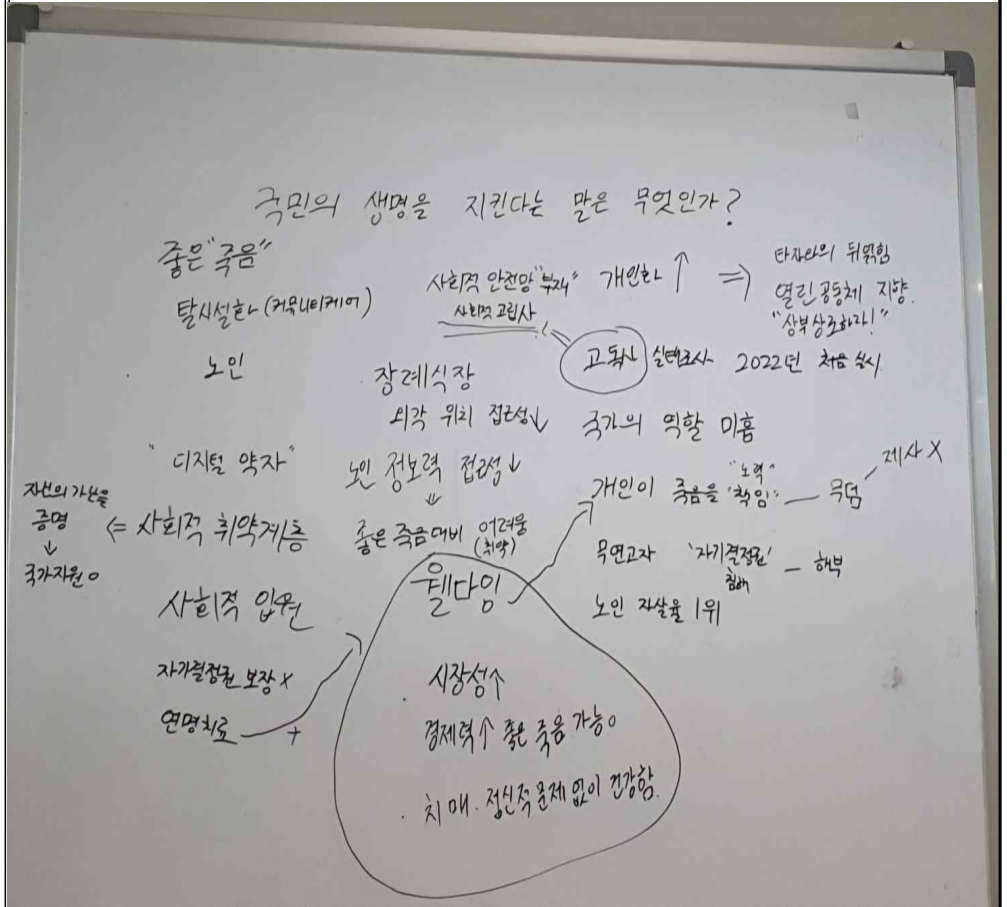 국민의 생명을 지킨다는 말은 무엇인가?
좋은 "죽음"
탈시설화 (커뮤니티케어)
노인
"디지털 약자"
자신의 가난을
증명
↓
국가지원 ○
⇐ 사회적 취약계층
사회적 입원
자기결정권 보장 X
연명치료 +
사회적 안전망 "부재"
사회적 고립사
개인화 ↑ ⇒
타자와의 뒤얽힘
열린공동체 지향.
"상부상조하자!"
고독사 실태조사 2022년 처음 실시
장례식장
외각 위치 접근성↓
국가의 역할 미흡
노인 정보력 접근성↓
⇓
좋은 죽음 대비 어려움
(취약)
웰다잉
시장성↑
경제력↑ 좋은 죽음 가능○
· 치매·정신적 문제 없이 건강함.
"노력"
개인이 죽음을 "책임" — 무덤 — 제사 X
무연고자 '자기결정권' — 해부
침해
노인 자살율 1위